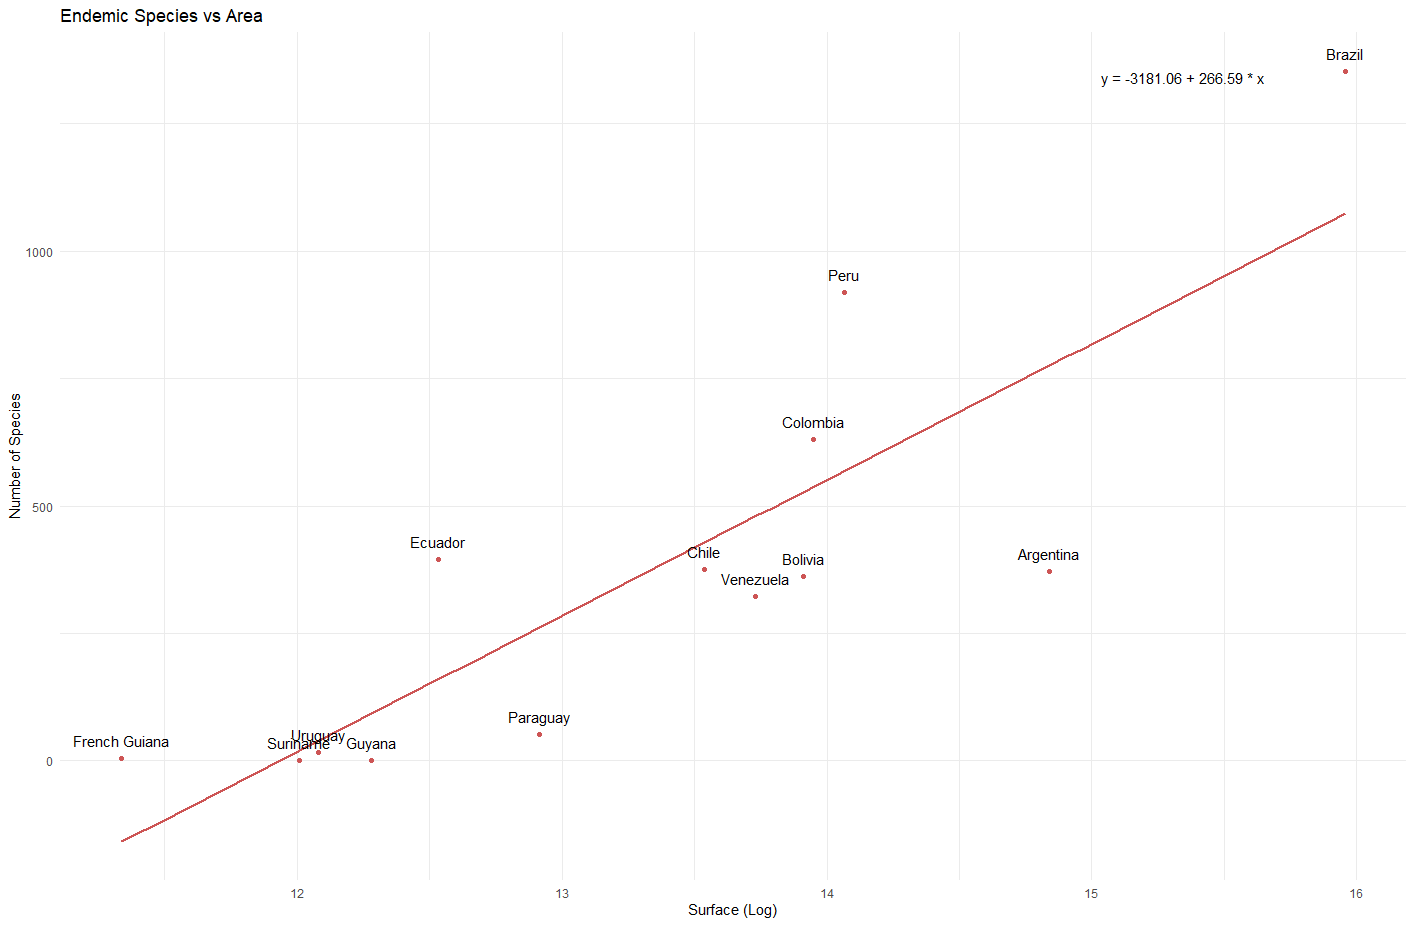 Endemic Species vs Area
Brazil
y = -3181.06 + 266.59 * x
1000
Peru
Colombia
Number of Species
500
Ecuador
Chile
Bolivia
Argentina
Venezuela
Paraguay
Uruguay
French Guiana
Suriname
Guyana
0
12
13
14
15
16
Surface (Log)